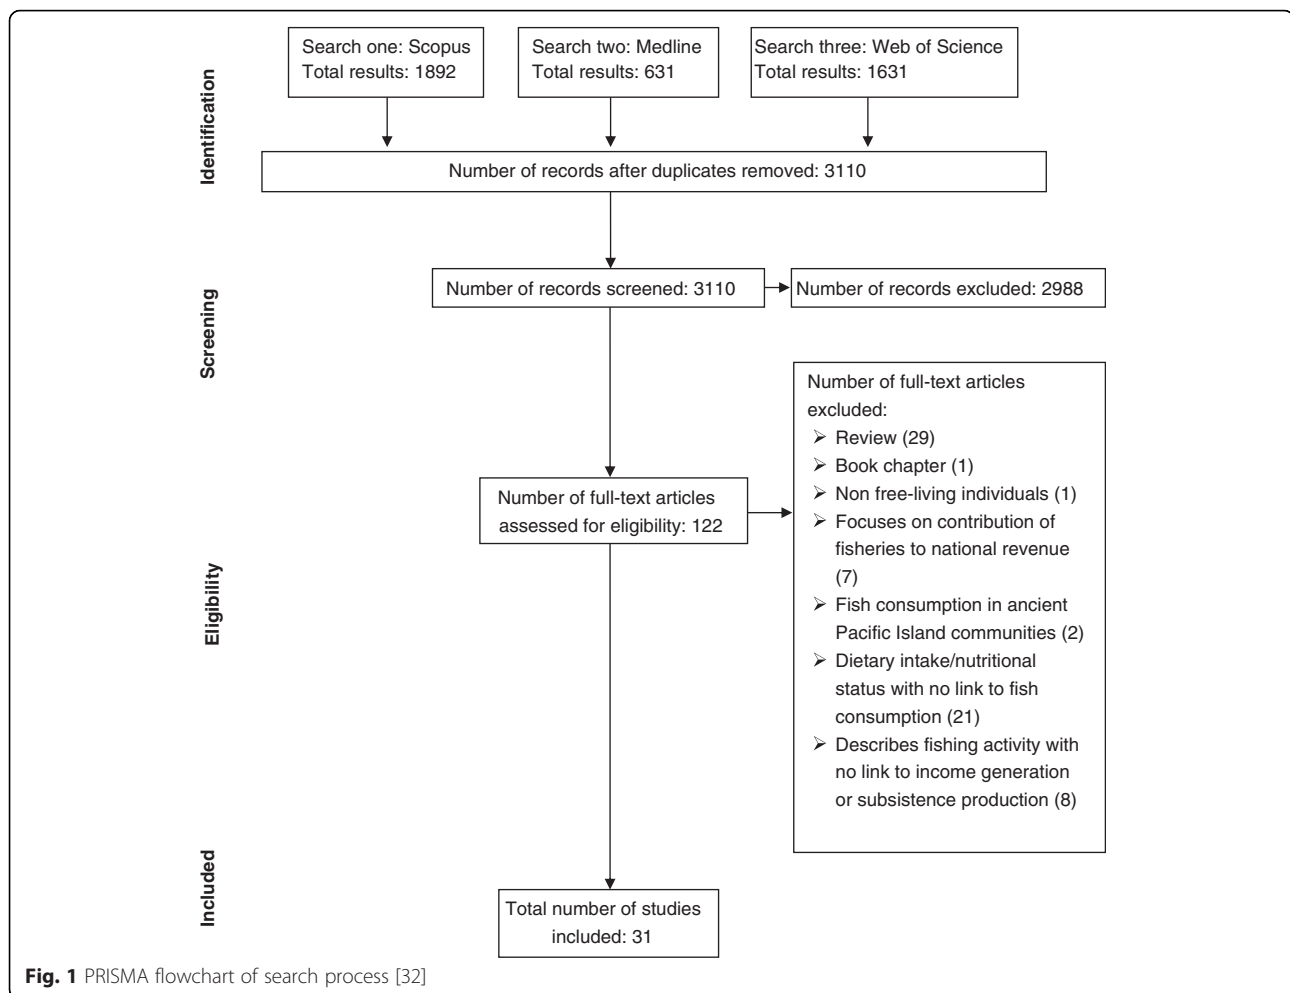 Search one: Scopus
Total results: 1892
Search two: Medline
Total results: 631
Search three: Web of Science
Total results: 1631
Identification
Number of records after duplicates removed: 3110
Screening
Number of records screened: 3110
Number of records excluded: 2988
Eligibility
Number of full-text articles
assessed for eligibility: 122
Number of full-text articles
excluded:
➢ Review (29)
➢ Book chapter (1)
➢ Non free-living individuals (1)
➢ Focuses on contribution of
fisheries to national revenue
(7)
➢ Fish consumption in ancient
Pacific Island communities (2)
➢ Dietary intake/nutritional
status with no link to fish
consumption (21)
➢ Describes fishing activity with
no link to income generation
or subsistence production (8)
Included
Total number of studies
included: 31
Fig. 1 PRISMA flowchart of search process [32]